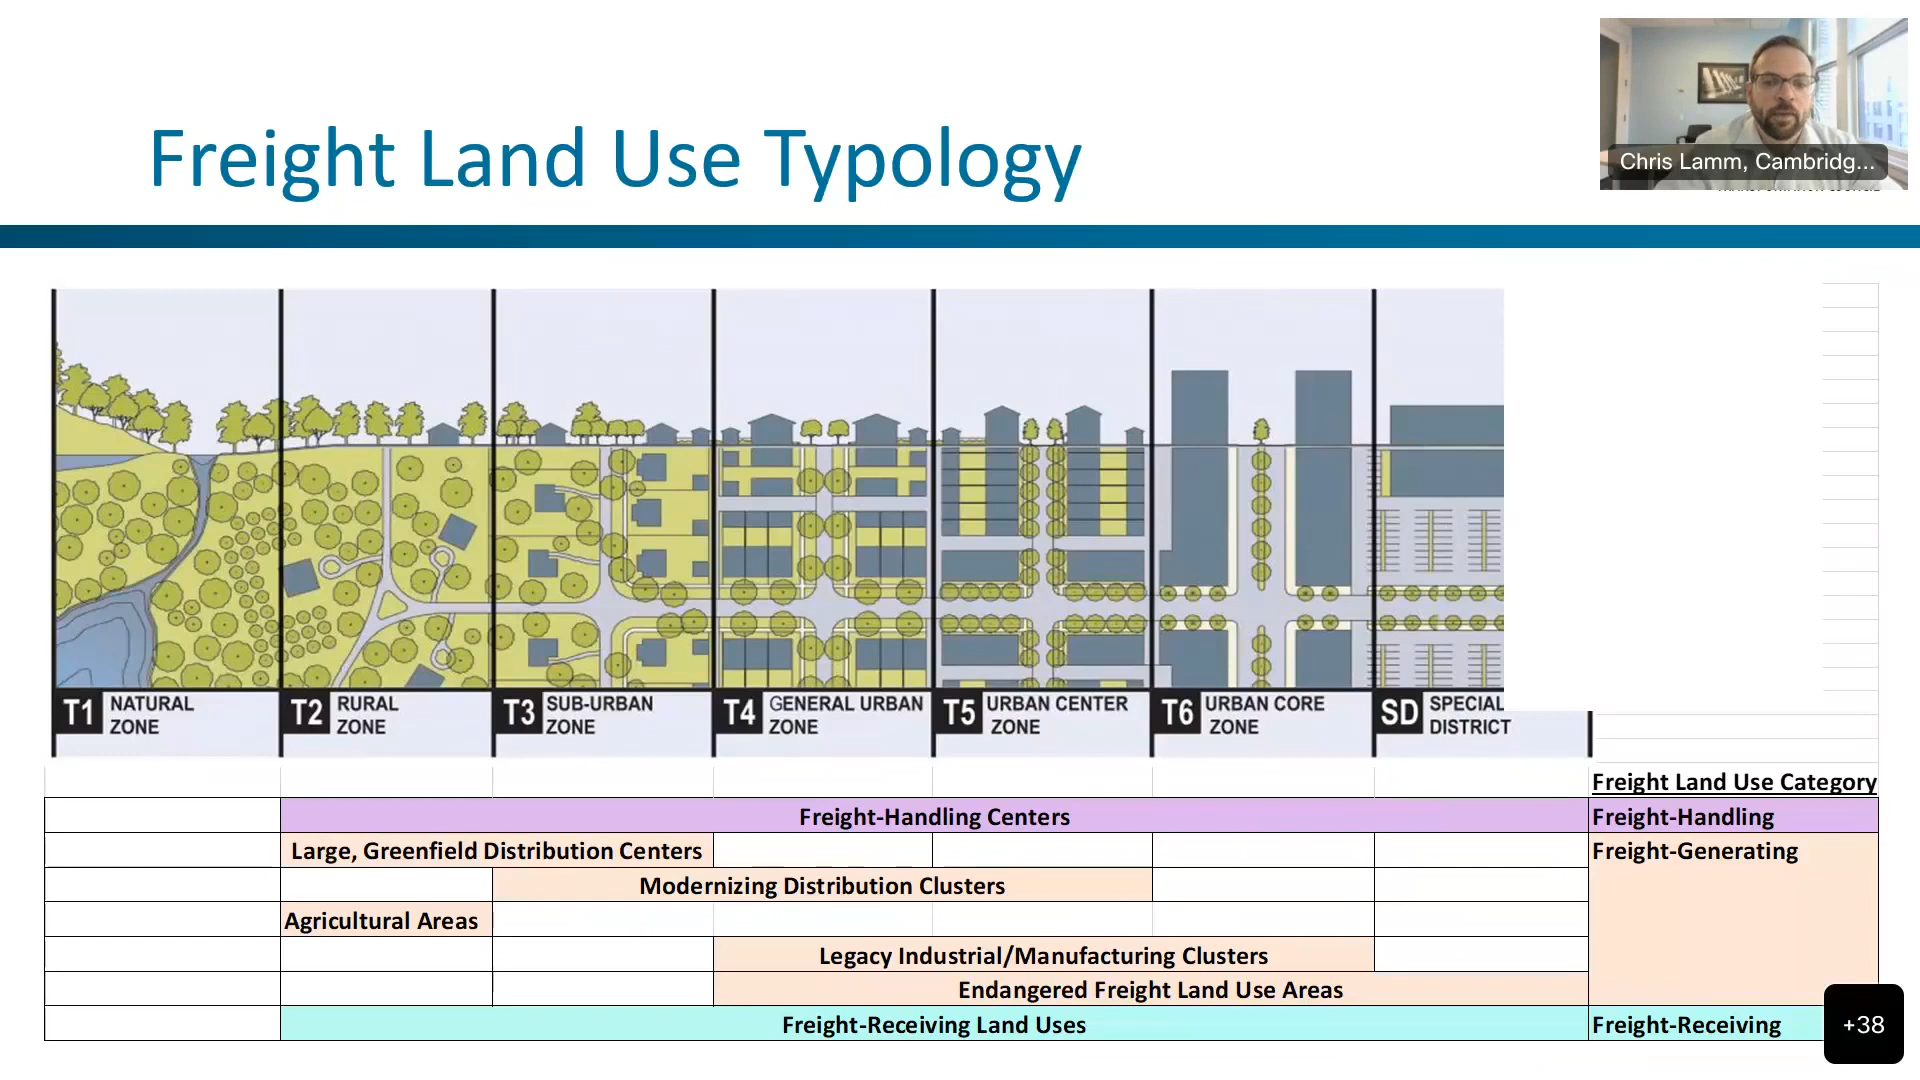 Freight Land Use Typology
Chris Lamm, Cambridg...
T1 NATURAL ZONE
T2 RURAL ZONE
T3 SUB-URBAN ZONE
T4 GENERAL URBAN ZONE
T5 URBAN CENTER ZONE
T6 URBAN CORE ZONE
SD SPECIAL DISTRICT
Freight Land Use Category
Freight-Handling Centers
Freight-Handling
Large, Greenfield Distribution Centers
Freight-Generating
Modernizing Distribution Clusters
Agricultural Areas
Legacy Industrial/Manufacturing Clusters
Endangered Freight Land Use Areas
Freight-Receiving Land Uses
Freight-Receiving
+38